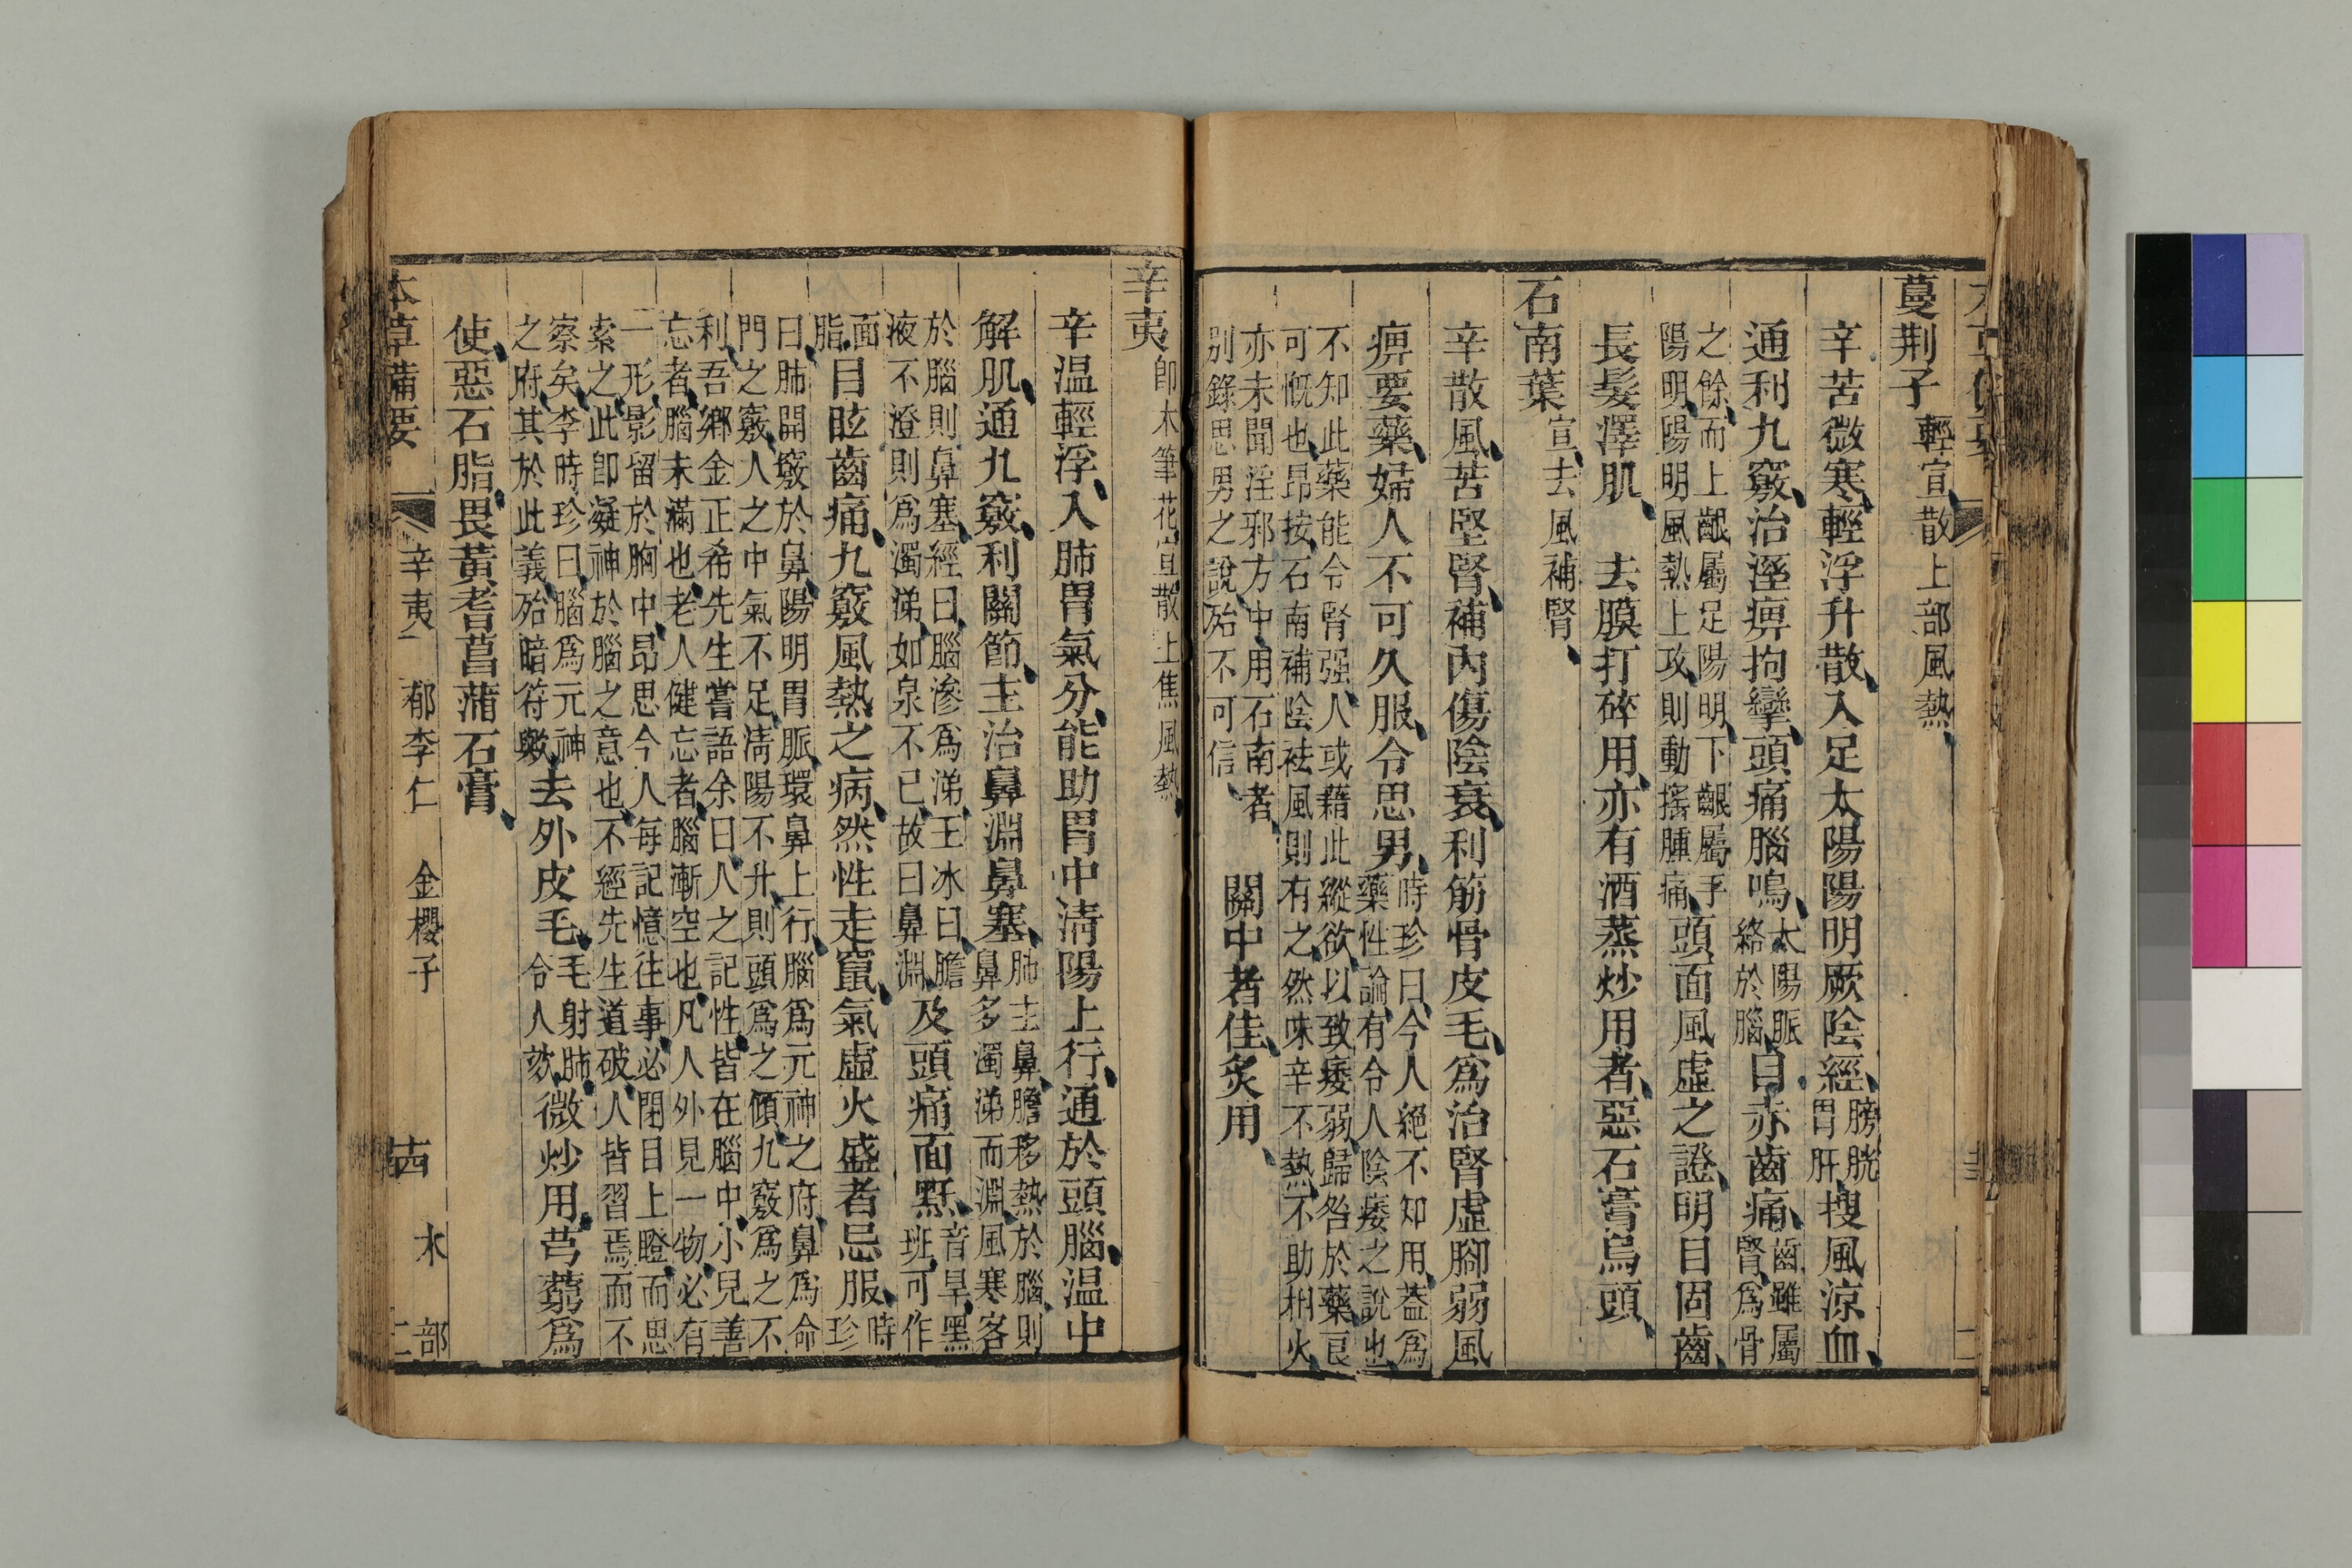 蔓荆子輕宣散上部風熱
辛苦微寒輕浮升散入足太陽陽明厥陰經膀胱胃肝搜風涼血
通利九竅治溼痹拘攣頭痛腦鳴太陽脈絡於腦目赤齒痛齒雖屬腎爲骨
之餘而上齦屬足陽明下齦屬手陽明陽明風熱上攻則動搖腫痛頭面風虛之證明目固齒
長髮澤肌　去膜打碎用亦有酒蒸炒用者惡石膏烏頭
石南葉宣去風補腎
辛散風苦堅腎補內傷陰衰利筋骨皮毛爲治腎虛腳弱風
痹要藥婦人不可久服令思男時珍曰今人絕不知用葢爲藥性論有令人陰痿之說也
不知此藥能令腎强人或藉此縱欲以致痿弱歸咎於藥良可慨也昂按石南補陰祛風則有之然味辛不熱不助相火
亦未聞淫邪方中用石南者別錄思男之說殆不可信　關中者佳炙用
辛夷卽木筆花宣散上焦風熱
辛温輕浮入肺胃氣分能助胃中淸陽上行通於頭腦温中
解肌通九竅利關節主治鼻淵鼻塞肺主鼻膽移熱於腦則鼻多濁涕而淵風寒客
於腦則鼻塞經曰腦滲爲涕王冰曰膽液不澄則爲濁涕如泉不已故曰鼻淵及頭痛面䵟音旱黑班可作
面脂目眩齒痛九竅風熱之病然性走竄氣虛火盛者忌服時珍
曰肺開竅於鼻陽明胃脈環鼻上行腦爲元神之府鼻爲命門之竅人之中氣不足淸陽不升則頭爲之傾九竅爲之不
利吾鄉金正希先生嘗語余曰人之記性皆在腦中小兒善忘者腦未滿也老人健忘者腦漸空也凡人外見一物必有
一形影留於胸中昂思今人每記憶往事必閉目上瞪而思索之此卽凝神於腦之意也不經先生道破人皆習焉而不
察矣李時珍曰腦爲元神之府其於此義殆暗符歟去外皮毛毛射肺令人欬微炒用芎藭爲
使惡石脂畏黃耆菖蒲石膏
本草備要　辛夷　郁李仁　金櫻子　木部